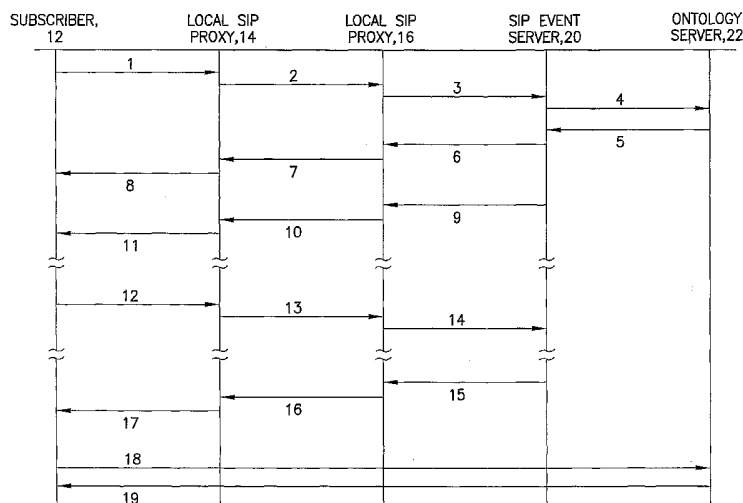 SUBSCRIBER,
12
LOCAL SIP
PROXY,14
LOCAL SIP
PROXY,16
SIP EVENT
SERVER,20
ONTOLOGY
SERVER,22
1
2
3
4
5
6
7
8
9
10
11
12
13
14
15
16
17
18
19